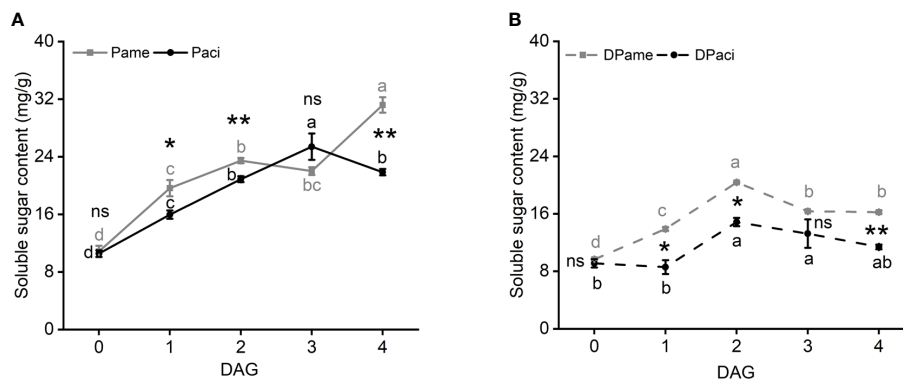 A
B
40
32
24
16
8
0
Soluble sugar content (mg/g)
Pame Paci
ns
d
d
*
c
c
**
b
b
ns
a
bc
a
**
b
0 1 2 3 4
DAG
40
32
24
16
8
0
Soluble sugar content (mg/g)
DPame DPaci
d
ns
b
c
*
b
a
*
a
b
ns
a
b
**
ab
0 1 2 3 4
DAG